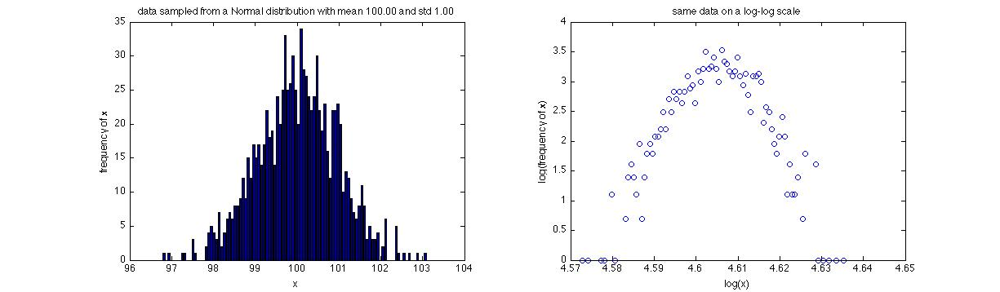 data sampled from a Normal distribution with mean 100.00 and std 1.00
35
30
25
20
15
10
5
0
frequency of x
96 97 98 99 100 101 102 103 104
x
same data on a log-log scale
4
3.5
3
2.5
2
1.5
1
0.5
0
log(frequency of x)
4.57 4.58 4.59 4.6 4.61 4.62 4.63 4.64 4.65
log(x)